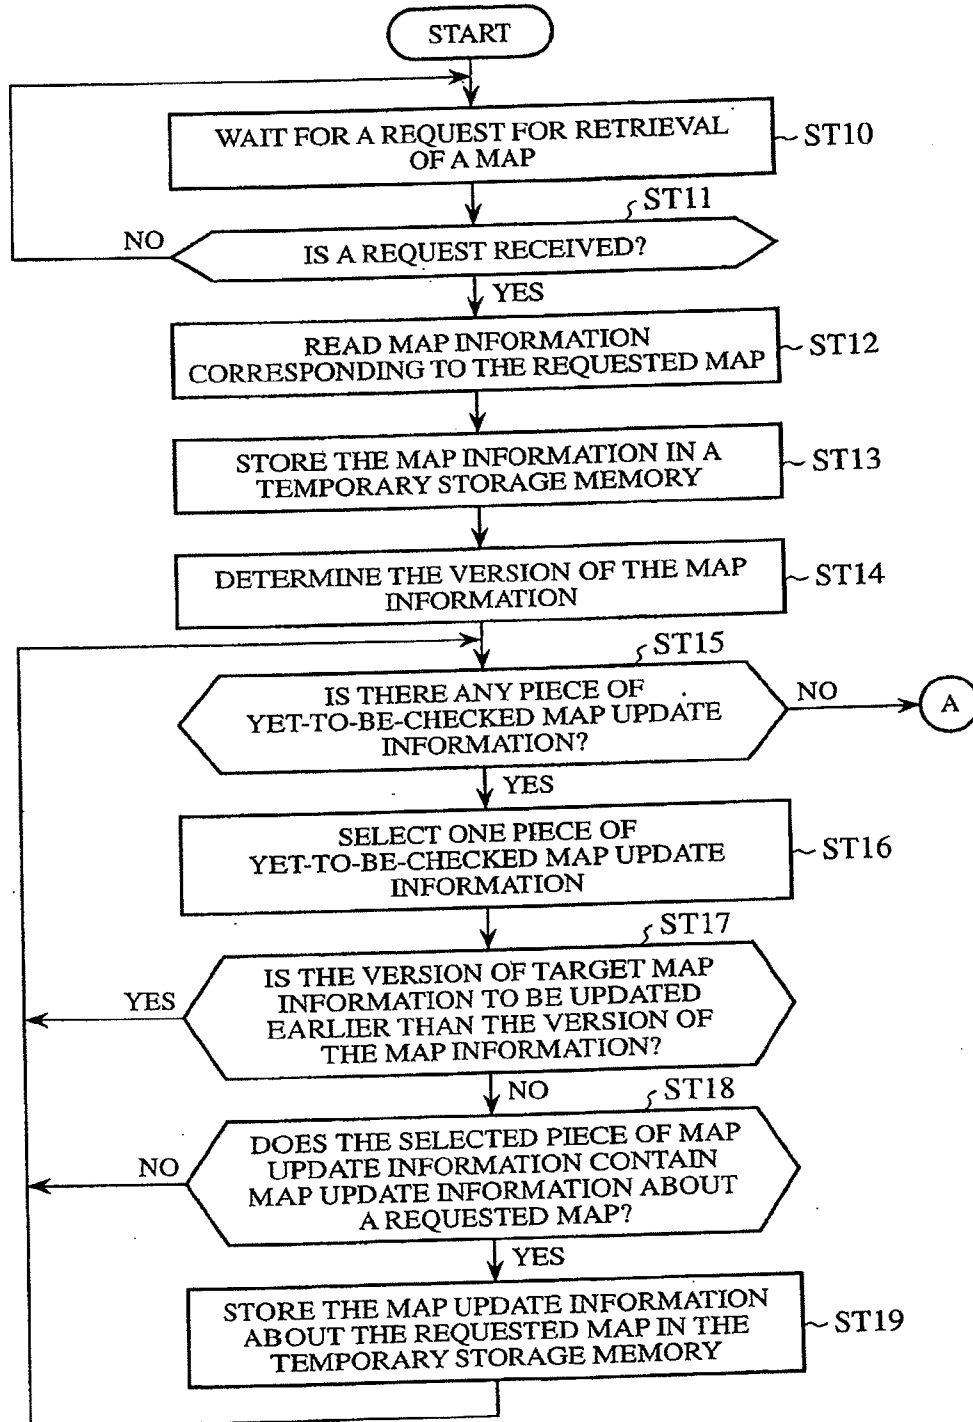 START
WAIT FOR A REQUEST FOR RETRIEVAL
OF A MAP
ST10
ST11
NO
IS A REQUEST RECEIVED?
YES
READ MAP INFORMATION
CORRESPONDING TO THE REQUESTED MAP
ST12
STORE THE MAP INFORMATION IN A
TEMPORARY STORAGE MEMORY
ST13
DETERMINE THE VERSION OF THE MAP
INFORMATION
ST14
ST15
IS THERE ANY PIECE OF
YET-TO-BE-CHECKED MAP UPDATE
INFORMATION?
NO
A
YES
SELECT ONE PIECE OF
YET-TO-BE-CHECKED MAP UPDATE
INFORMATION
ST16
ST17
YES
IS THE VERSION OF TARGET MAP
INFORMATION TO BE UPDATED
EARLIER THAN THE VERSION OF
THE MAP INFORMATION?
NO
ST18
NO
DOES THE SELECTED PIECE OF MAP
UPDATE INFORMATION CONTAIN
MAP UPDATE INFORMATION ABOUT
A REQUESTED MAP?
YES
STORE THE MAP UPDATE INFORMATION
ABOUT THE REQUESTED MAP IN THE
TEMPORARY STORAGE MEMORY
ST19